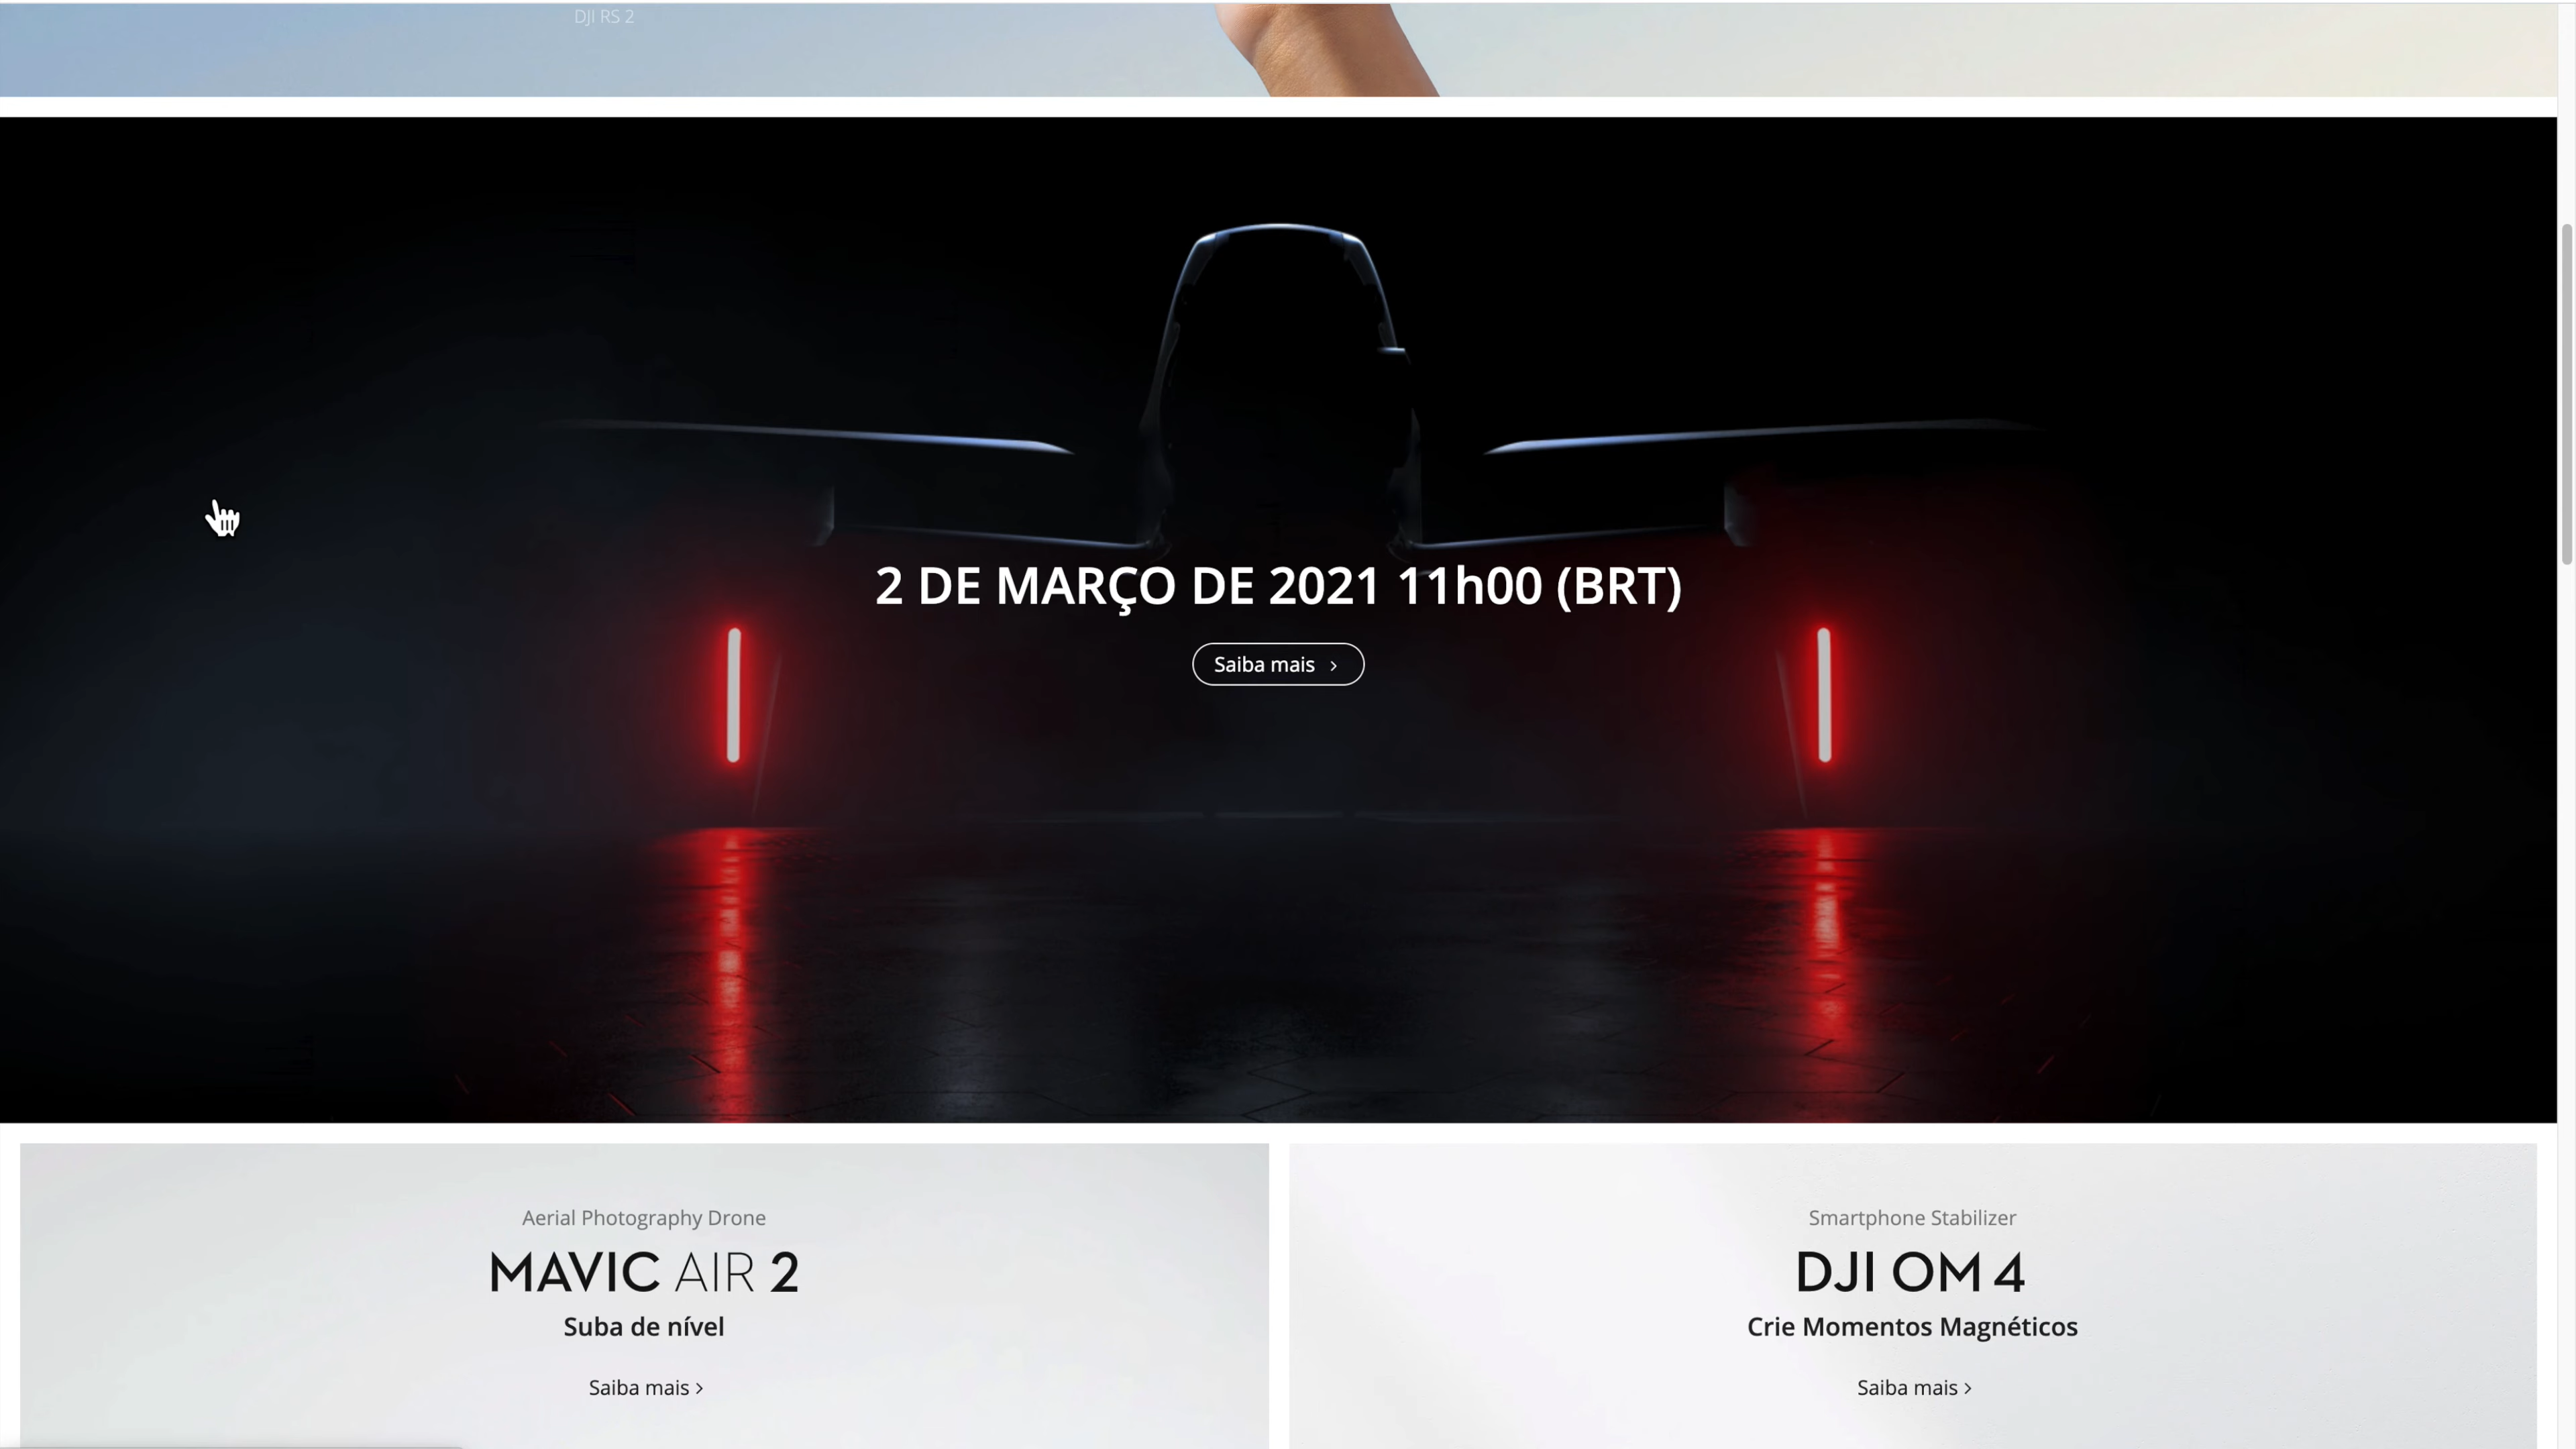 DJI RS 2
2 DE MARÇO DE 2021 11h00 (BRT)
Saiba mais >
Aerial Photography Drone
MAVIC AIR 2
Suba de nível
Saiba mais >
Smartphone Stabilizer
DJI OM 4
Crie Momentos Magnéticos
Saiba mais >